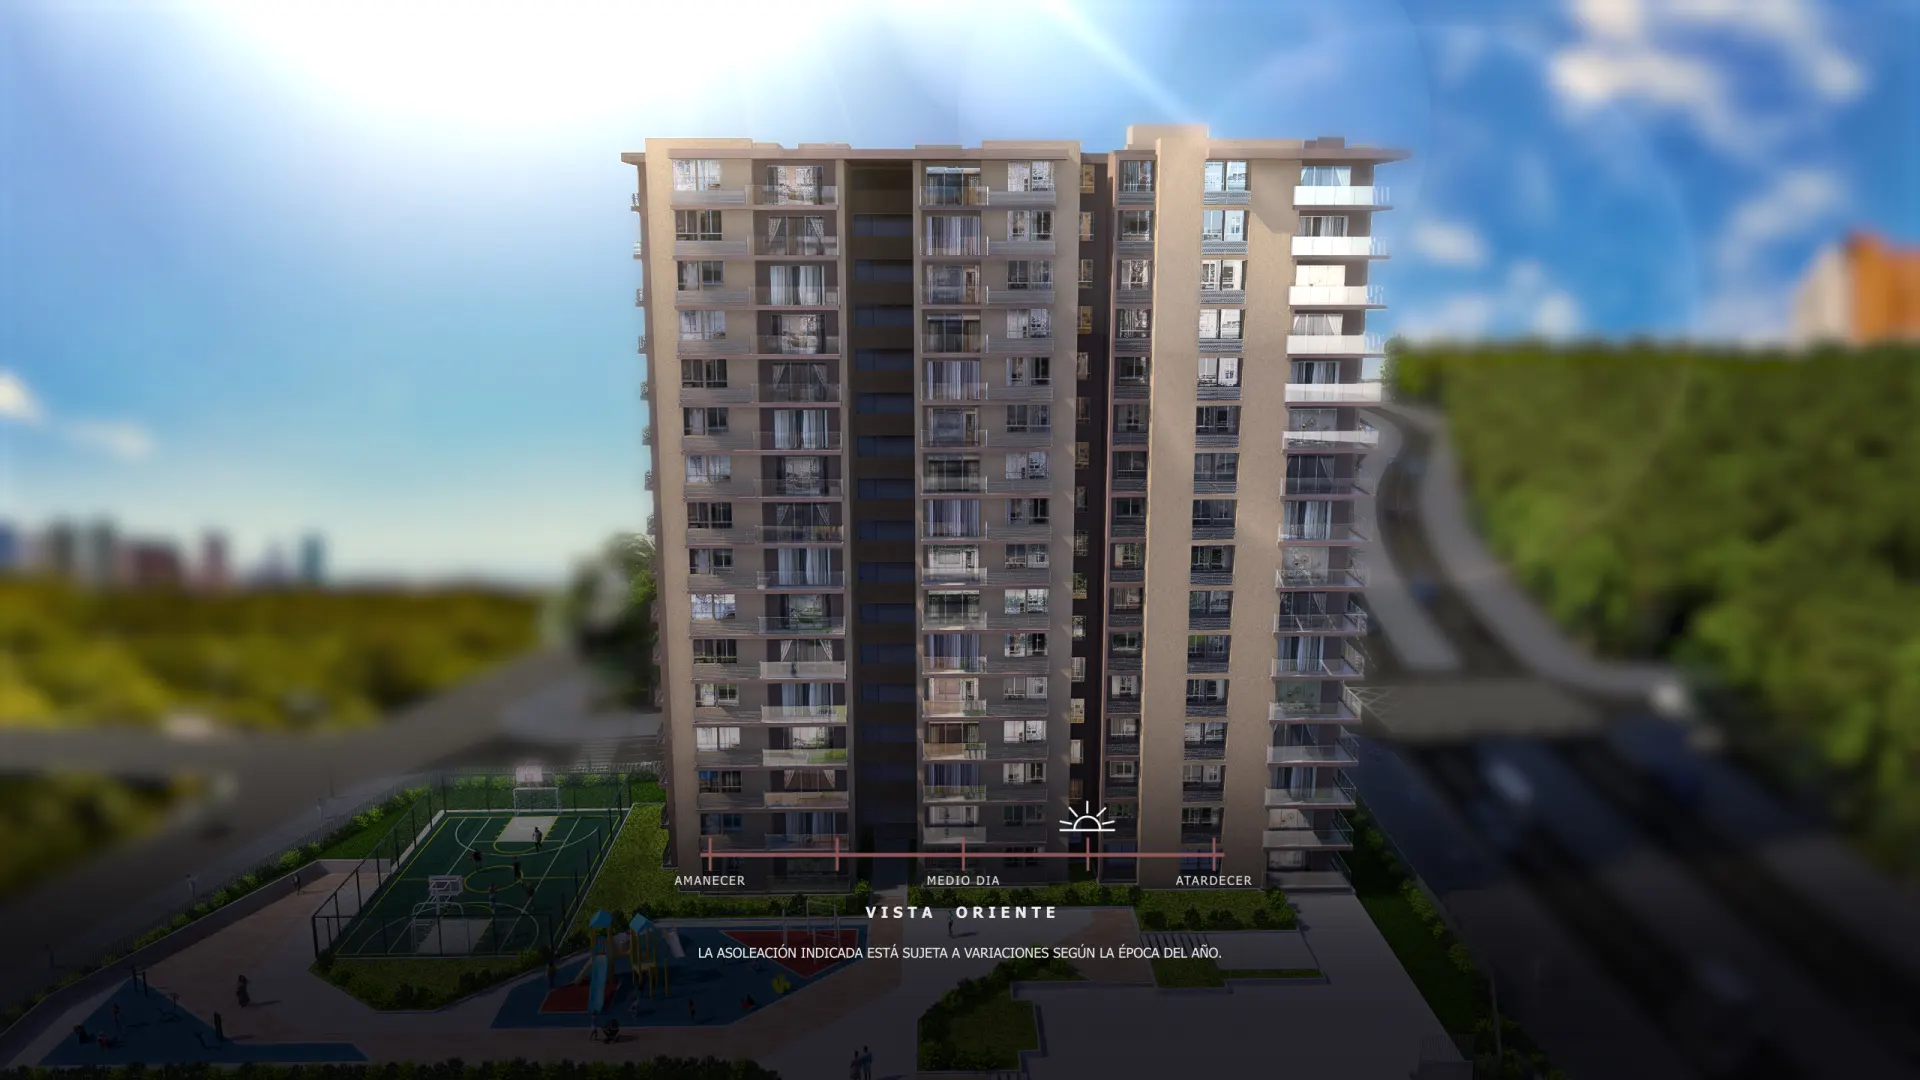 AMANECER MEDIO DIA ATARDECER
VISTA ORIENTE
LA ASOLEACIÓN INDICADA ESTÁ SUJETA A VARIACIONES SEGÚN LA ÉPOCA DEL AÑO.